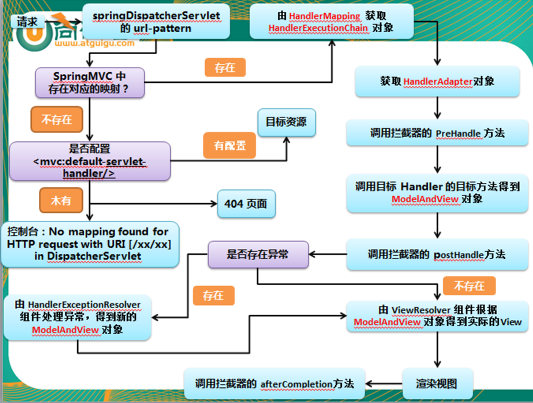 请求
springDispatcherServlet
的 url-pattern
由 HandlerMapping 获取
HandlerExecutionChain 对象
www.atguigu.com
SpringMVC 中
存在对应的映射？
存在
获取 HandlerAdapter对象
不存在
目标资源
调用拦截器的 PreHandle 方法
是否配置
<mvc:default-servlet-
handler/>
有配置
调用目标 Handler 的目标方法得到
ModelAndView 对象
木有
404 页面
控制台：No mapping found for
HTTP request with URI [/xx/xx]
in DispatcherServlet
是否存在异常
调用拦截器的 postHandle方法
存在
不存在
由 HandlerExceptionResolver
组件处理异常，得到新的
ModelAndView 对象
由 ViewResolver 组件根据
ModelAndView 对象得到实际的View
调用拦截器的 afterCompletion方法
渲染视图